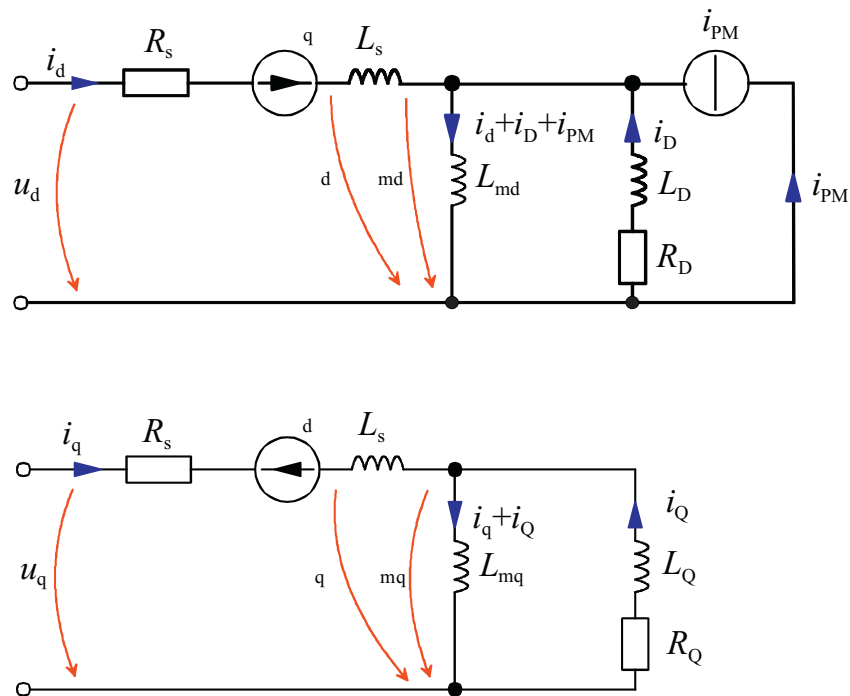 i_d
R_s
q
L_s
i_PM
i_d+i_D+i_PM
i_D
u_d
d
md
L_md
L_D
i_PM
R_D
i_q
R_s
d
L_s
i_q+i_Q
i_Q
u_q
q
mq
L_mq
L_Q
R_Q